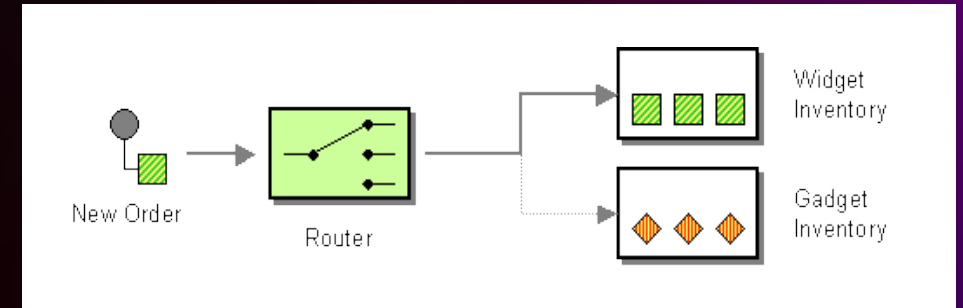 Widget
Inventory
New Order
Router
Gadget
Inventory